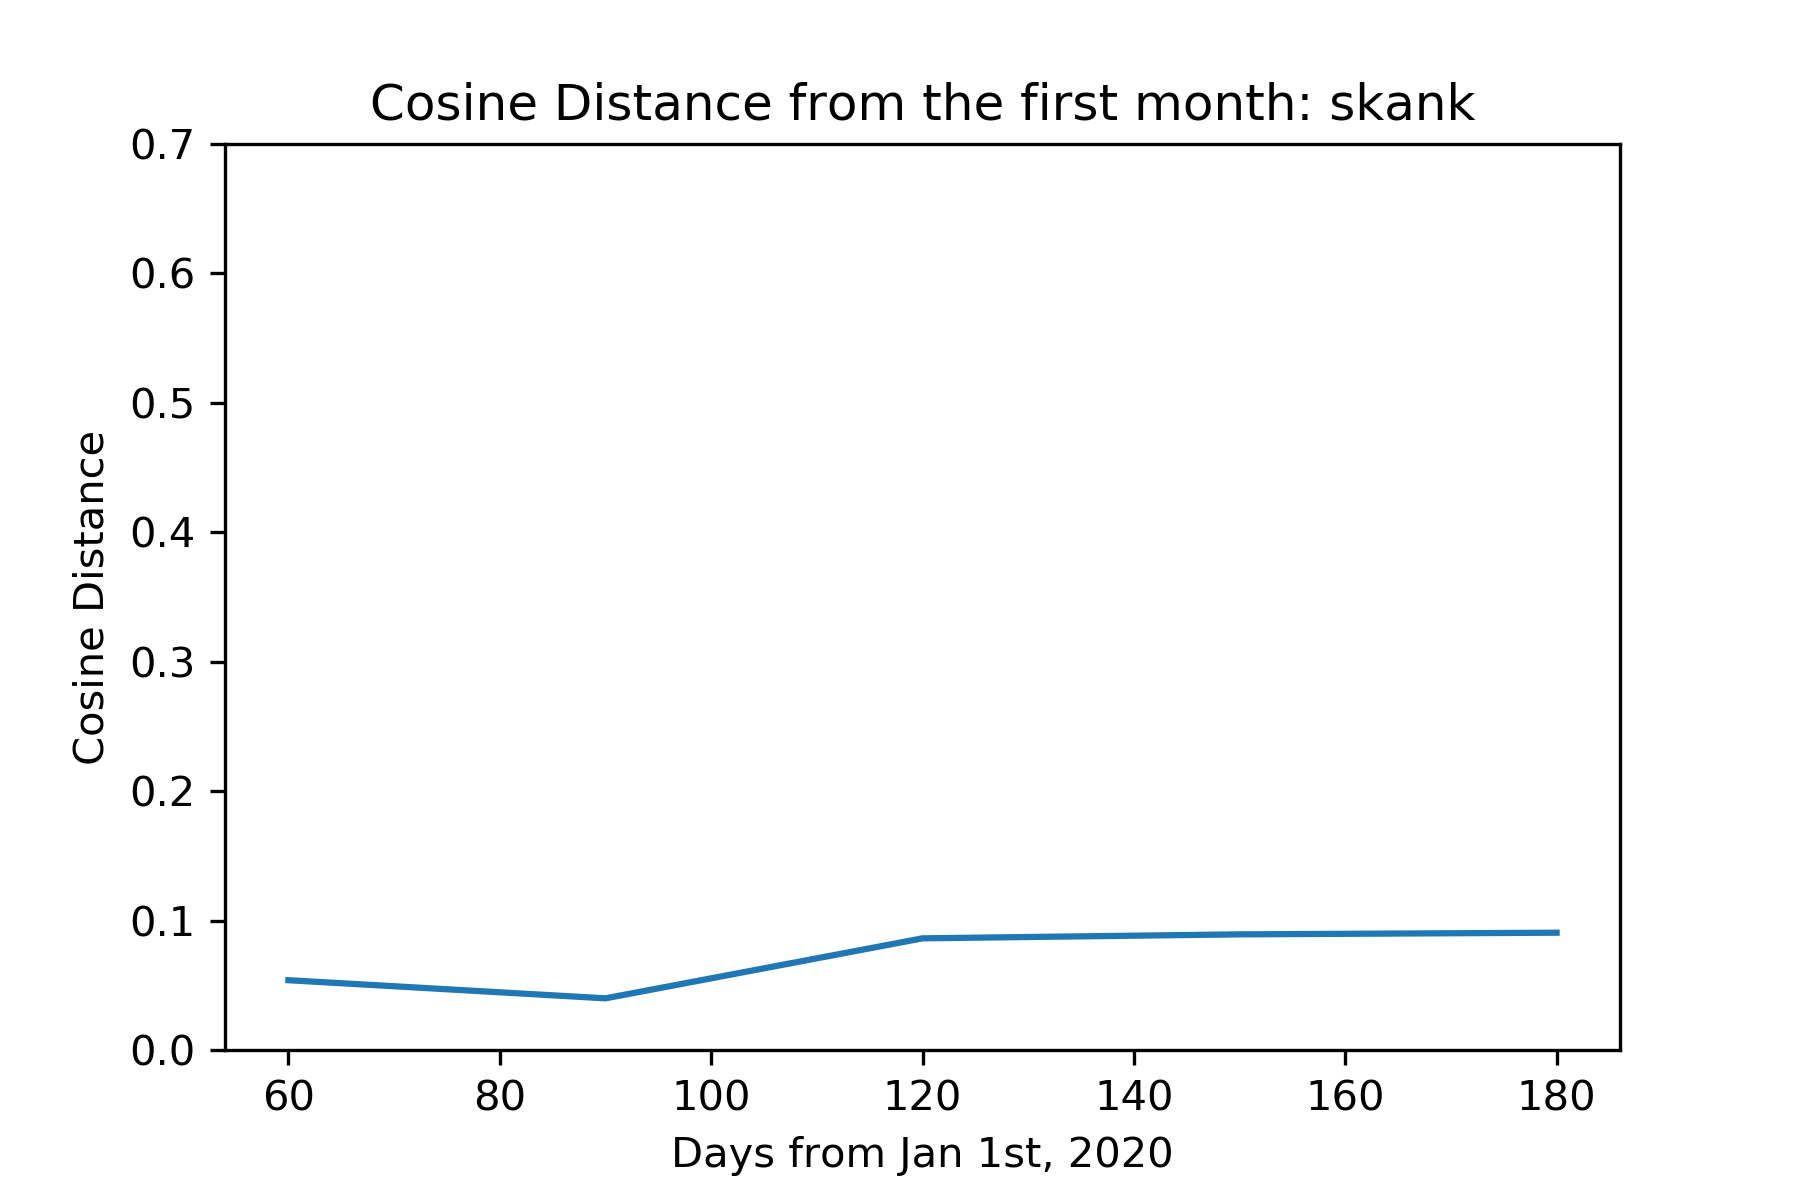 Cosine Distance from the first month: skank
0.7
0.6
0.5
0.4
0.3
0.2
0.1
0.0
Cosine Distance
60 80 100 120 140 160 180
Days from Jan 1st, 2020